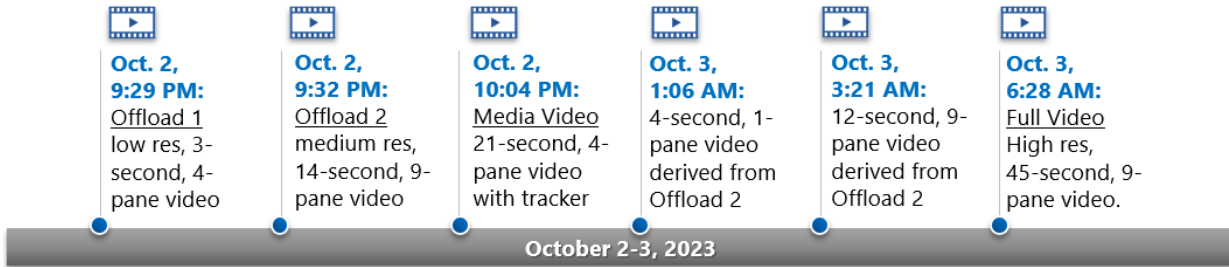 Oct. 2,
9:29 PM:
Offload 1
low res, 3-
second, 4-
pane video
Oct. 2,
9:32 PM:
Offload 2
medium res,
14-second, 9-
pane video
Oct. 2,
10:04 PM:
Media Video
21-second, 4-
pane video
with tracker
Oct. 3,
1:06 AM:
4-second, 1-
pane video
derived from
Offload 2
Oct. 3,
3:21 AM:
12-second, 9-
pane video
derived from
Offload 2
Oct. 3,
6:28 AM:
Full Video
High res,
45-second, 9-
pane video.
October 2-3, 2023